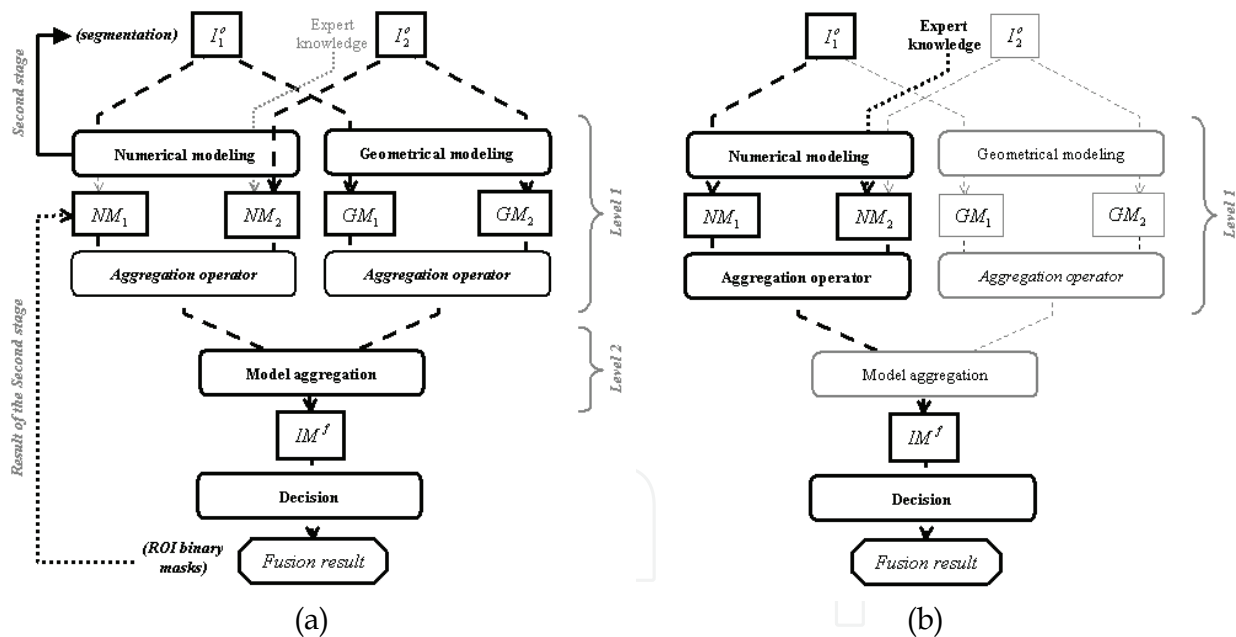 (segmentation)
I₁ᵒ
Expert
knowledge
I₂ᵒ
Second stage
Numerical modeling
Geometrical modeling
NM₁
NM₂
GM₁
GM₂
Level 1
Aggregation operator
Aggregation operator
Result of the Second stage
Model aggregation
Level 2
IMᶠ
Decision
(ROI binary
masks)
Fusion result
(a)
I₁ᵒ
Expert
knowledge
I₂ᵒ
Numerical modeling
Geometrical modeling
NM₁
NM₂
GM₁
GM₂
Level 1
Aggregation operator
Aggregation operator
Model aggregation
IMᶠ
Decision
Fusion result
(b)